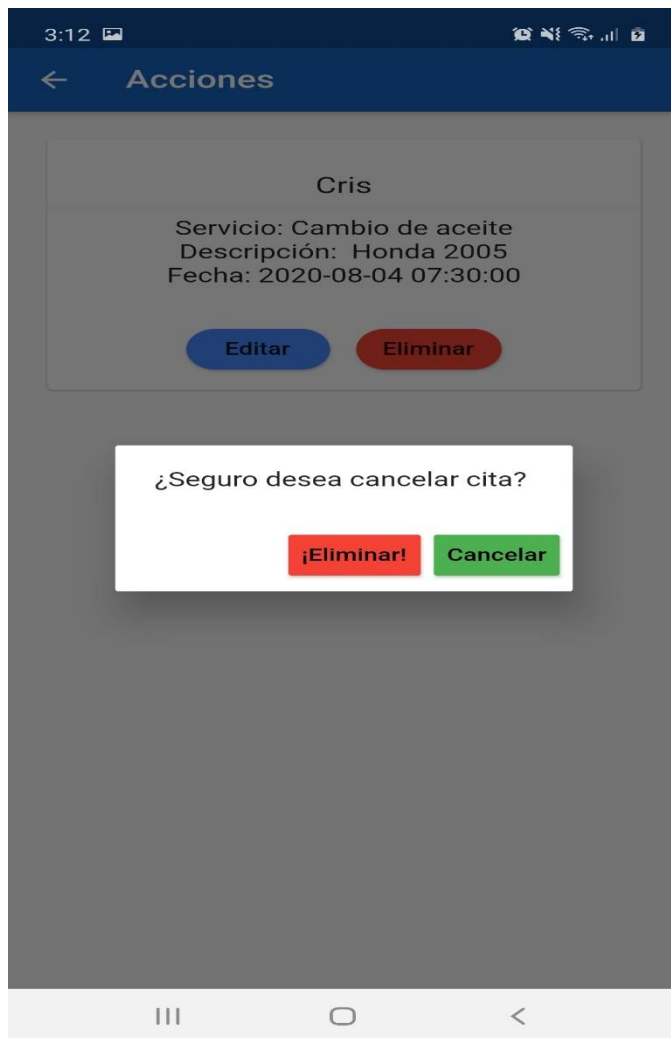 3:12
Acciones
Cris
Servicio: Cambio de aceite
Descripción:  Honda 2005
Fecha: 2020-08-04 07:30:00
Editar Eliminar
¿Seguro desea cancelar cita?
¡Eliminar! Cancelar